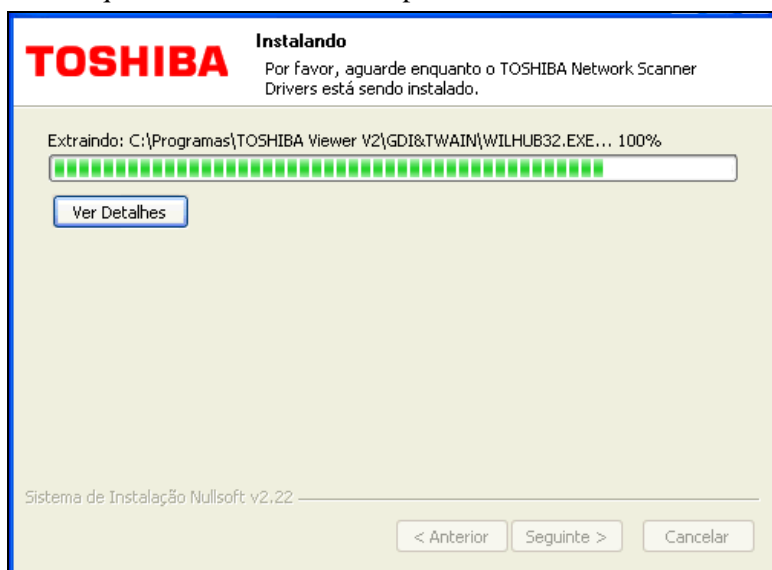 TOSHIBA
Instalando
Por favor, aguarde enquanto o TOSHIBA Network Scanner
Drivers está sendo instalado.
Extraindo: C:\Programas\TOSHIBA Viewer V2\GDI&TWAIN\WILHUB32.EXE... 100%
Ver Detalhes
Sistema de Instalação Nullsoft v2.22
< Anterior
Seguinte >
Cancelar